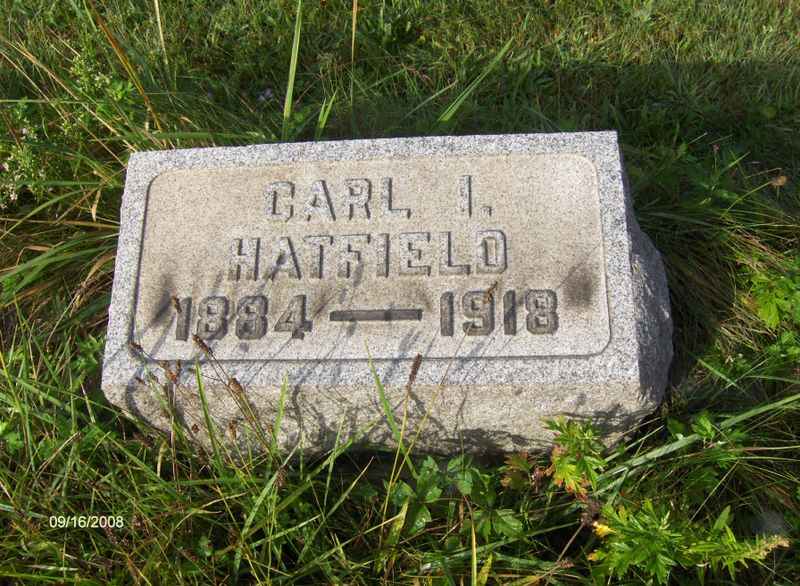 CARL I.
HATFIELD
1884 — 1918
09/16/2008